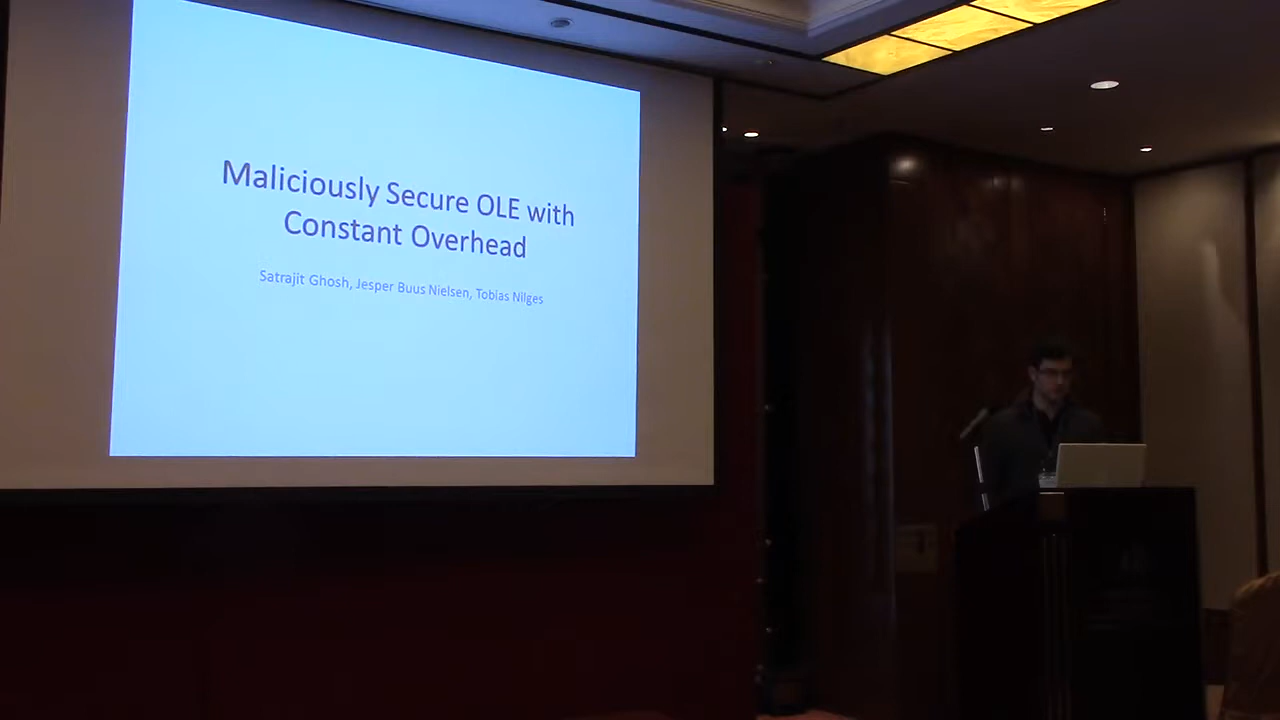 Maliciously Secure OLE with
Constant Overhead
Satrajit Ghosh, Jesper Buus Nielsen, Tobias Nilges